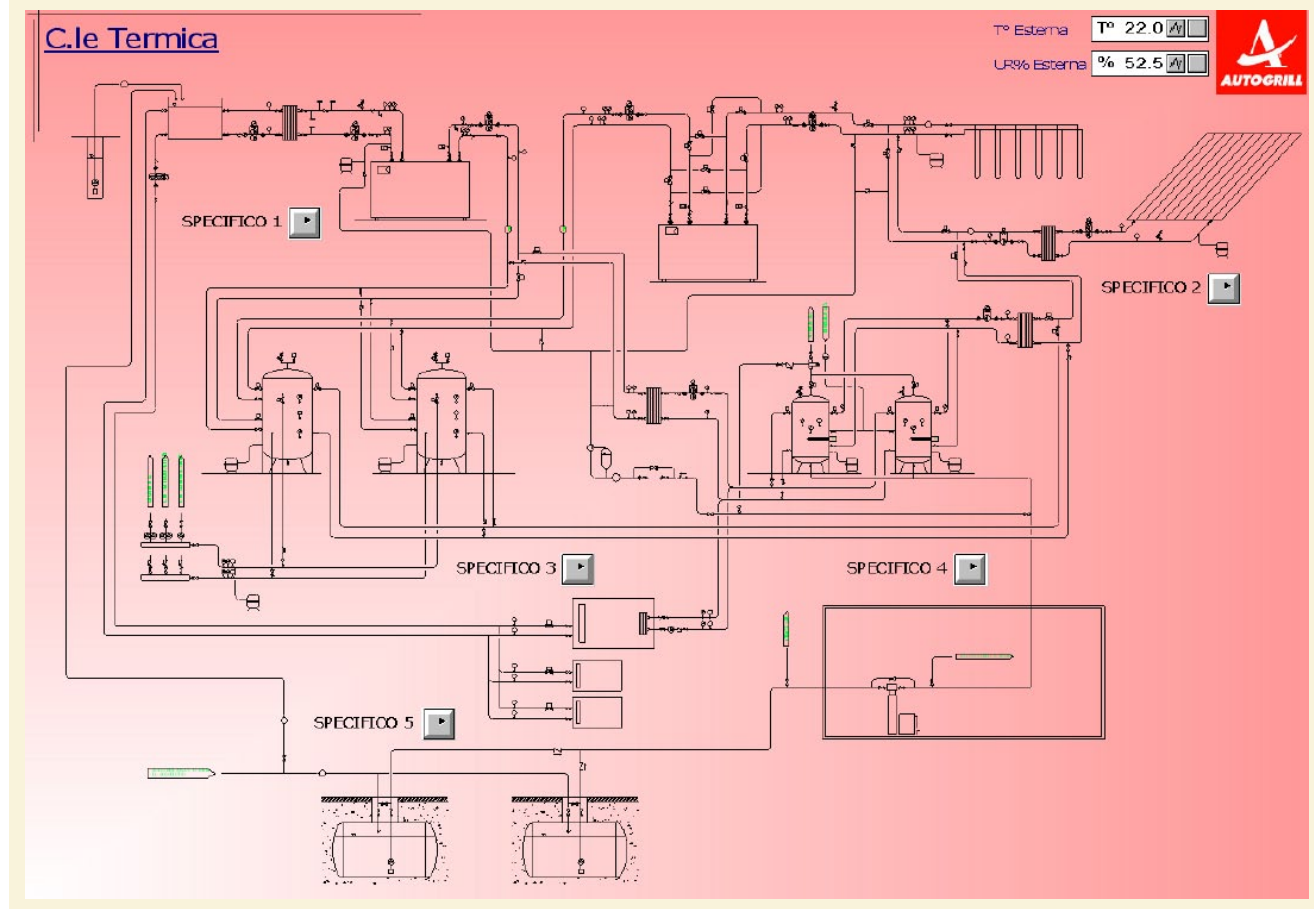 C.le Termica
T° Esterna T° 22.0
UR% Esterna % 52.5
AUTOGRILL
SPECIFICO 1
SPECIFICO 2
SPECIFICO 3
SPECIFICO 4
SPECIFICO 5